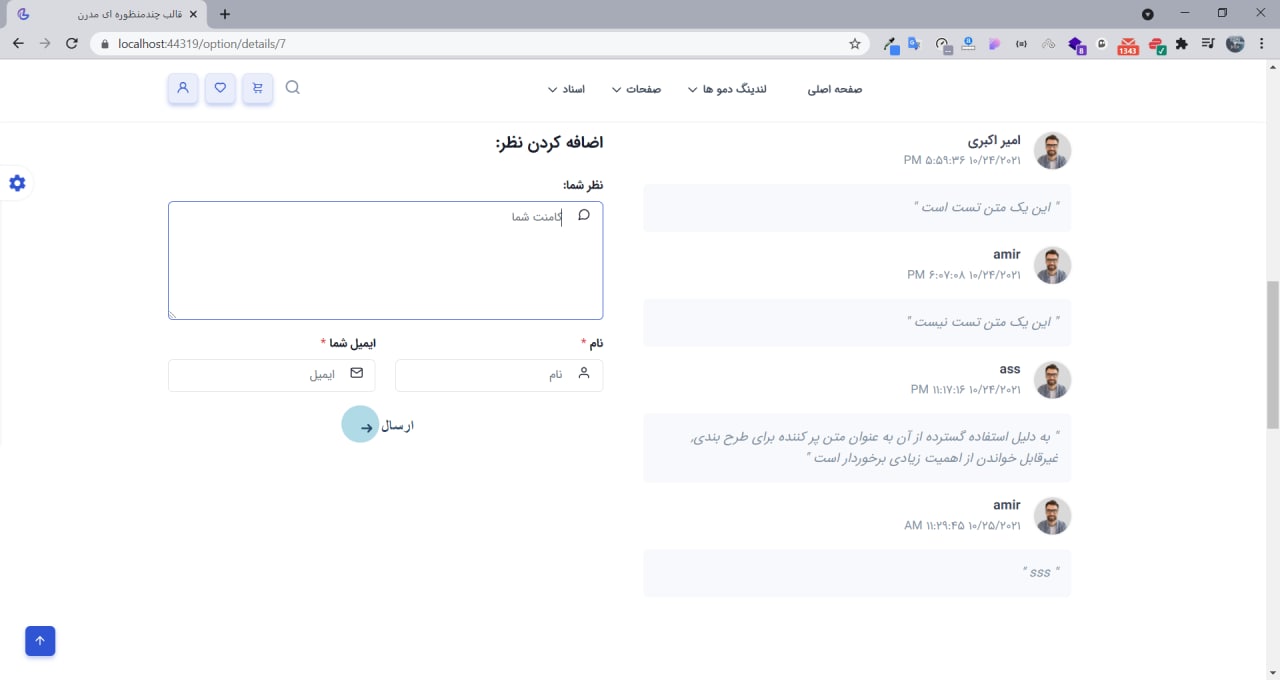 قالب چندمنظوره ای مدرن
localhost:44319/option/details/7
8
1343
صفحه اصلی
لندینگ دمو ها
صفحات
اسناد
امیر اکبری
۱۰/۲۴/۲۰۲۱ ۵:۵۹:۳۶ PM
" این یک متن تست است "
amir
۱۰/۲۴/۲۰۲۱ ۶:۰۷:۰۸ PM
" این یک متن تست نیست "
ass
۱۰/۲۴/۲۰۲۱ ۱۱:۱۷:۱۶ PM
" به دلیل استفاده گسترده از آن به عنوان متن پر کننده برای طرح بندی,
غیرقابل خواندن از اهمیت زیادی برخوردار است "
amir
۱۰/۲۵/۲۰۲۱ ۱۱:۲۹:۴۵ AM
" sss "
اضافه کردن نظر:
نظر شما:
کامنت شما
نام *
ایمیل شما *
نام
ایمیل
ارسال